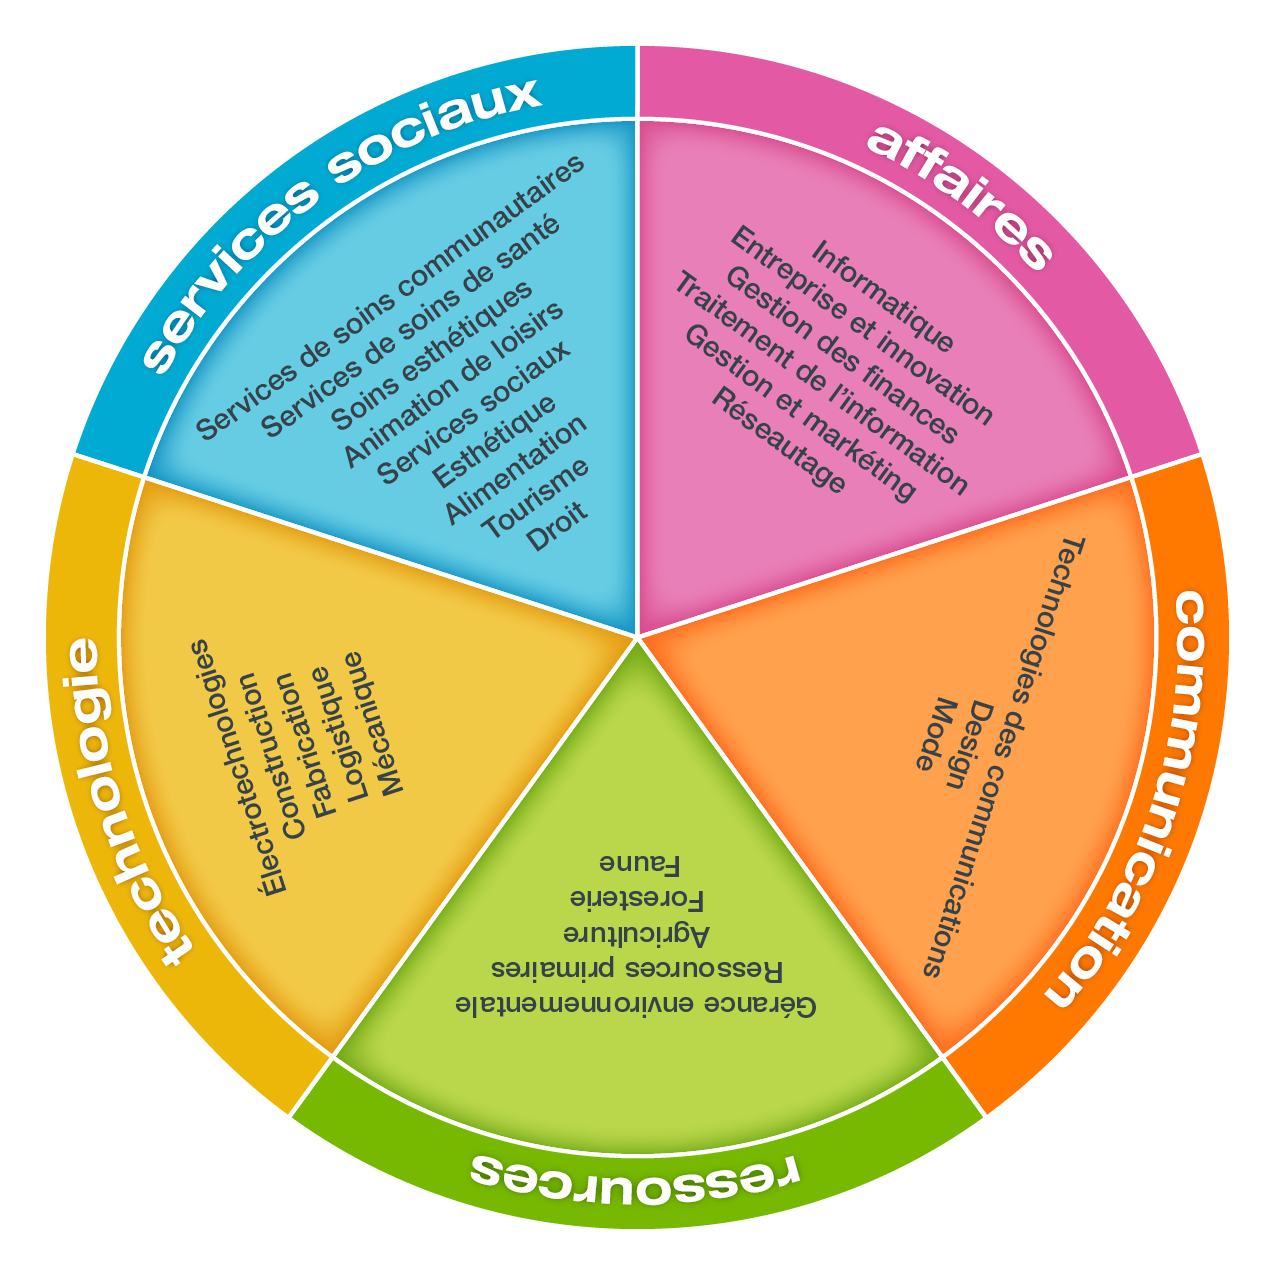 services sociaux
Services de soins communautaires
Services de soins de santé
Soins esthétiques
Animation de loisirs
Services sociaux
Esthétique
Alimentation
Tourisme
Droit
affaires
Informatique
Entreprise et innovation
Gestion des finances
Traitement de l'information
Gestion et markéting
Réseautage
communication
Technologies des communications
Design
Mode
ressources
Gérance environnementale
Ressources primaires
Agriculture
Foresterie
Faune
technologie
Électrotechnologies
Construction
Fabrication
Logistique
Mécanique